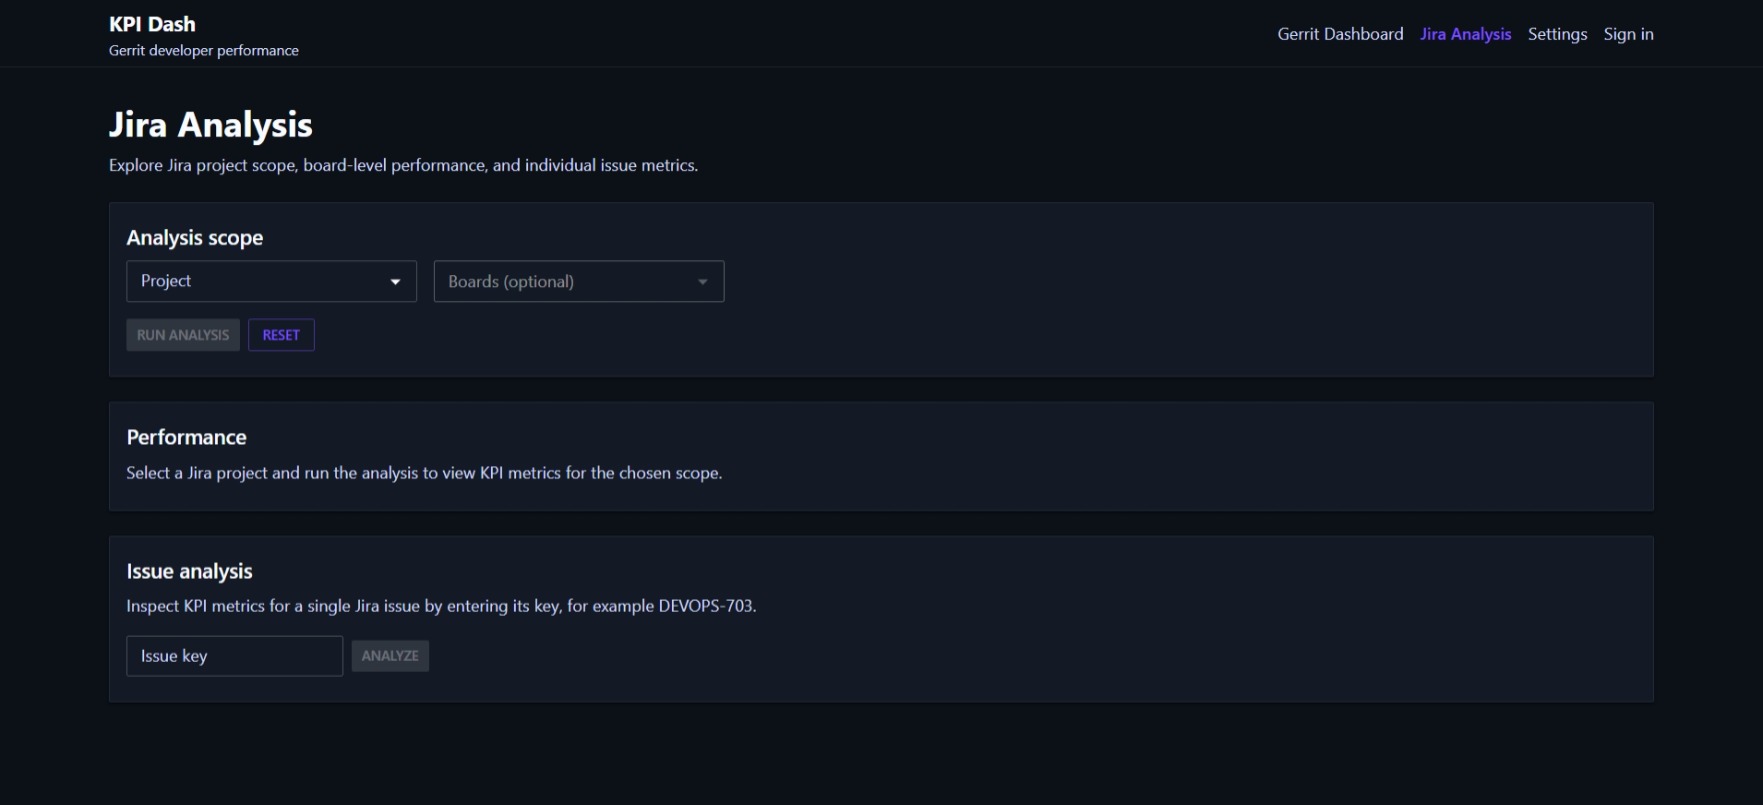 KPI Dash
Gerrit developer performance
Gerrit Dashboard Jira Analysis Settings Sign in
Jira Analysis
Explore Jira project scope, board-level performance, and individual issue metrics.
Analysis scope
Project Boards (optional)
RUN ANALYSIS RESET
Performance
Select a Jira project and run the analysis to view KPI metrics for the chosen scope.
Issue analysis
Inspect KPI metrics for a single Jira issue by entering its key, for example DEVOPS-703.
Issue key ANALYZE